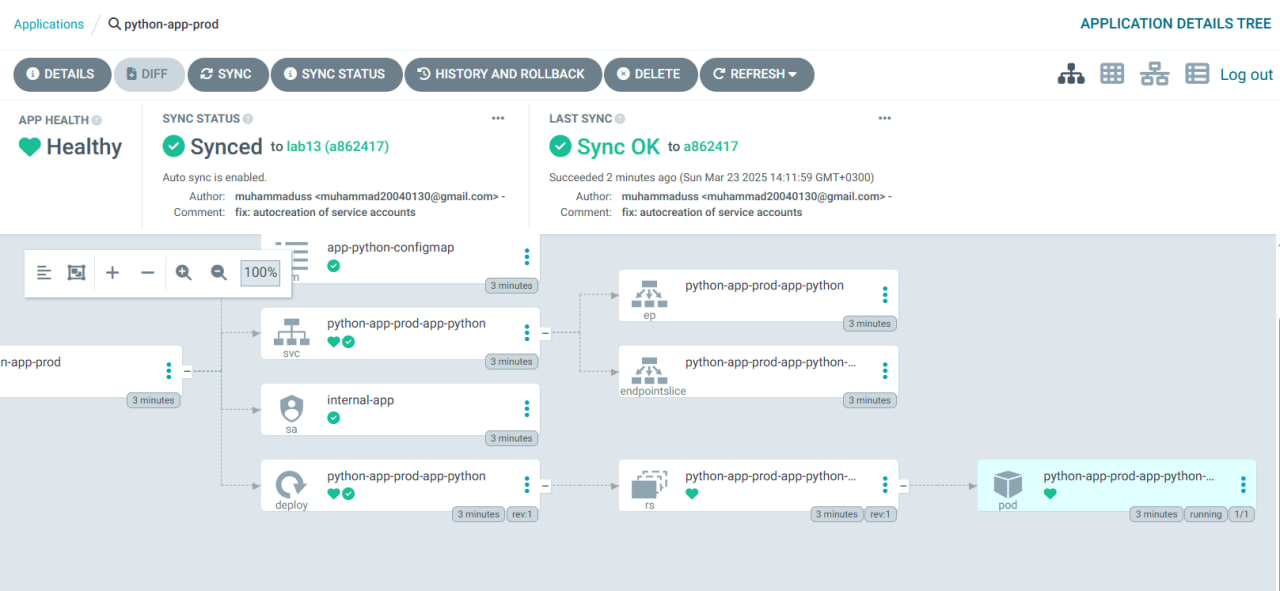 Applications / python-app-prod
APPLICATION DETAILS TREE
DETAILS DIFF SYNC SYNC STATUS HISTORY AND ROLLBACK DELETE REFRESH
Log out
APP HEALTH
Healthy
SYNC STATUS
Synced to lab13 (a862417)
Auto sync is enabled.
Author: muhammaduss <muhammad20040130@gmail.com> -
Comment: fix: autocreation of service accounts
LAST SYNC
Sync OK to a862417
Succeeded 2 minutes ago (Sun Mar 23 2025 14:11:59 GMT+0300)
Author: muhammaduss <muhammad20040130@gmail.com> -
Comment: fix: autocreation of service accounts
100%
n-app-prod
3 minutes
m
app-python-configmap
3 minutes
svc
python-app-prod-app-python
3 minutes
sa
internal-app
3 minutes
deploy
python-app-prod-app-python
3 minutes rev:1
ep
python-app-prod-app-python
3 minutes
endpointslice
python-app-prod-app-python-...
3 minutes
rs
python-app-prod-app-python-...
3 minutes rev:1
pod
python-app-prod-app-python-...
3 minutes running 1/1